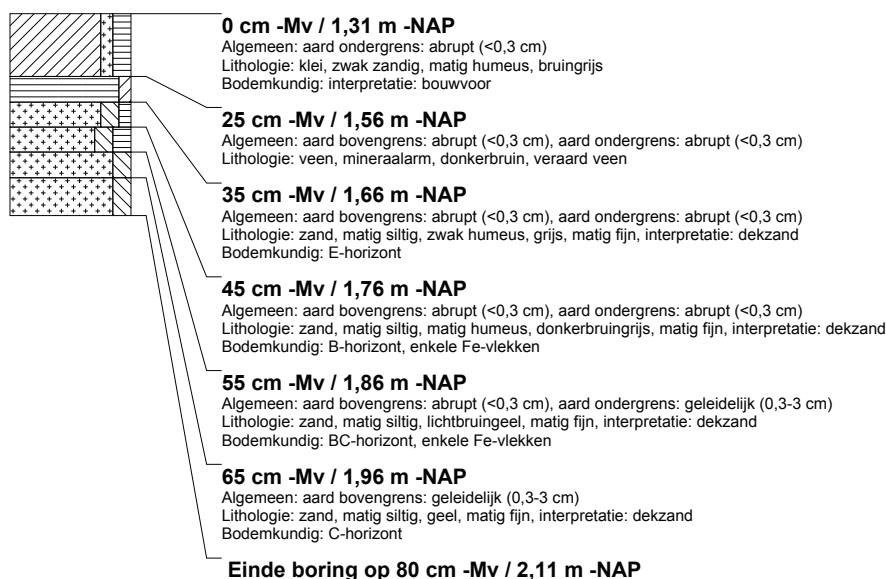 0 cm -Mv / 1,31 m -NAP
Algemeen: aard ondergrens: abrupt (<0,3 cm)
Lithologie: klei, zwak zandig, matig humeus, bruingrijs
Bodemkundig: interpretatie: bouwvoor
25 cm -Mv / 1,56 m -NAP
Algemeen: aard bovengrens: abrupt (<0,3 cm), aard ondergrens: abrupt (<0,3 cm)
Lithologie: veen, mineraalarm, donkerbruin, veraard veen
35 cm -Mv / 1,66 m -NAP
Algemeen: aard bovengrens: abrupt (<0,3 cm), aard ondergrens: abrupt (<0,3 cm)
Lithologie: zand, matig siltig, zwak humeus, grijs, matig fijn, interpretatie: dekzand
Bodemkundig: E-horizont
45 cm -Mv / 1,76 m -NAP
Algemeen: aard bovengrens: abrupt (<0,3 cm), aard ondergrens: abrupt (<0,3 cm)
Lithologie: zand, matig siltig, matig humeus, donkerbruingrijs, matig fijn, interpretatie: dekzand
Bodemkundig: B-horizont, enkele Fe-vlekken
55 cm -Mv / 1,86 m -NAP
Algemeen: aard bovengrens: abrupt (<0,3 cm), aard ondergrens: geleidelijk (0,3-3 cm)
Lithologie: zand, matig siltig, lichtbruingeel, matig fijn, interpretatie: dekzand
Bodemkundig: BC-horizont, enkele Fe-vlekken
65 cm -Mv / 1,96 m -NAP
Algemeen: aard bovengrens: geleidelijk (0,3-3 cm)
Lithologie: zand, matig siltig, geel, matig fijn, interpretatie: dekzand
Bodemkundig: C-horizont
Einde boring op 80 cm -Mv / 2,11 m -NAP